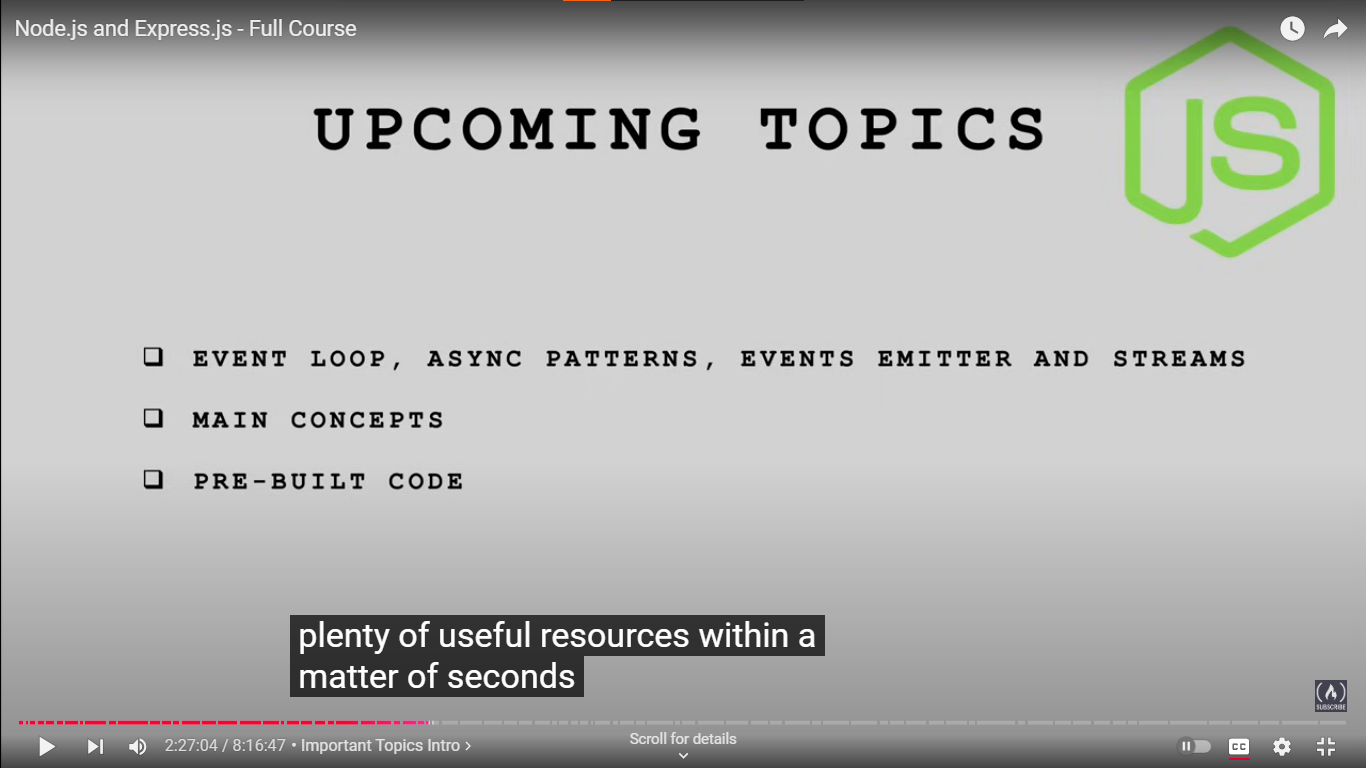 Node.js and Express.js - Full Course
JS
UPCOMING TOPICS
EVENT LOOP, ASYNC PATTERNS, EVENTS EMITTER AND STREAMS
MAIN CONCEPTS
PRE-BUILT CODE
plenty of useful resources within a
matter of seconds
SUBSCRIBE
2:27:04 / 8:16:47 • Important Topics Intro >
Scroll for details
CC